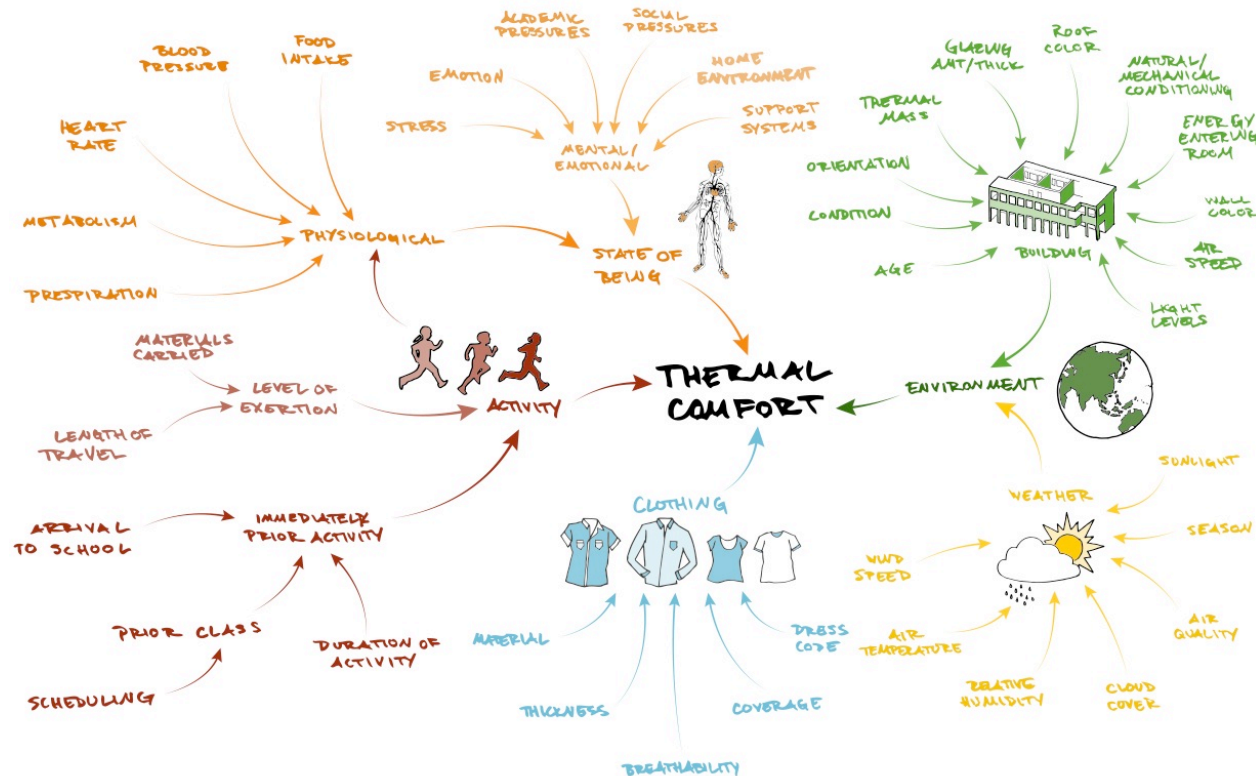 ACADEMIC
PRESSURES
SOCIAL
PRESSURES
BLOOD
PRESSURE
FOOD
INTAKE
EMOTION
HOME
ENVIRONMENT
STRESS
SUPPORT
SYSTEMS
MENTAL/
EMOTIONAL
HEART
RATE
METABOLISM
PHYSIOLOGICAL
PRESPIRATION
STATE OF
BEING
GLAZING
AMT/THICK
ROOF
COLOR
NATURAL/
MECHANICAL
CONDITIONING
THERMAL
MASS
ENERGY
ENTERING
ROOM
ORIENTATION
CONDITION
WALL
COLOR
AGE
BUILDING
AIR
SPEED
LIGHT
LEVELS
MATERIALS
CARRIED
LEVEL OF
EXERTION
LENGTH OF
TRAVEL
ACTIVITY
THERMAL
COMFORT
ENVIRONMENT
ARRIVAL
TO SCHOOL
IMMEDIATELY
PRIOR ACTIVITY
PRIOR CLASS
DURATION OF
ACTIVITY
SCHEDULING
CLOTHING
MATERIAL
DRESS
CODE
THICKNESS
COVERAGE
BREATHABILITY
WEATHER
SUNLIGHT
SEASON
WIND
SPEED
AIR
QUALITY
AIR
TEMPERATURE
RELATIVE
HUMIDITY
CLOUD
COVER